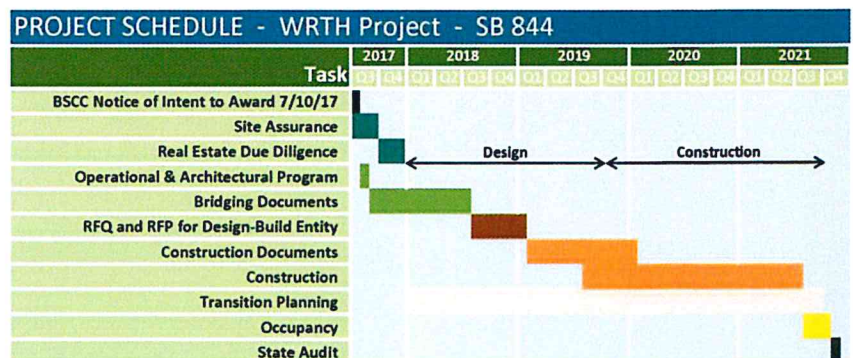 PROJECT SCHEDULE - WRTH Project - SB 844
2017 2018 2019 2020 2021
Task Q3 Q4 Q1 Q2 Q3 Q4 Q1 Q2 Q3 Q4 Q1 Q2 Q3 Q4 Q1 Q2 Q3 Q4
BSCC Notice of Intent to Award 7/10/17
Site Assurance
Real Estate Due Diligence Design Construction
Operational & Architectural Program
Bridging Documents
RFQ and RFP for Design-Build Entity
Construction Documents
Construction
Transition Planning
Occupancy
State Audit